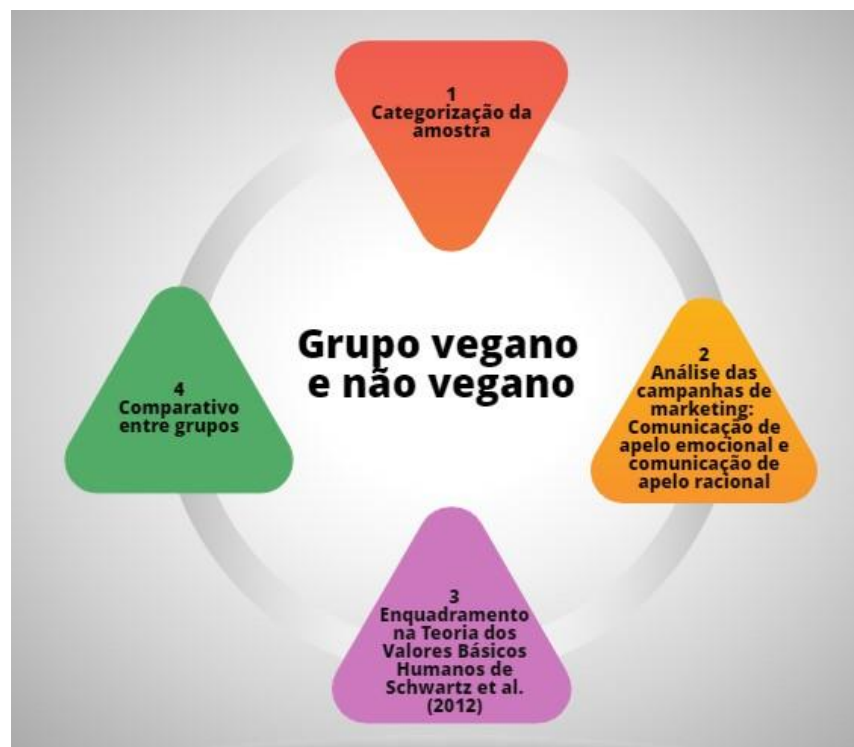 1
Categorização da
amostra
Grupo vegano
e não vegano
2
Análise das
campanhas de
marketing:
Comunicação de
apelo emocional e
comunicação de
apelo racional
3
Enquadramento
na Teoria dos
Valores Básicos
Humanos de
Schwartz et al.
(2012)
4
Comparativo
entre grupos